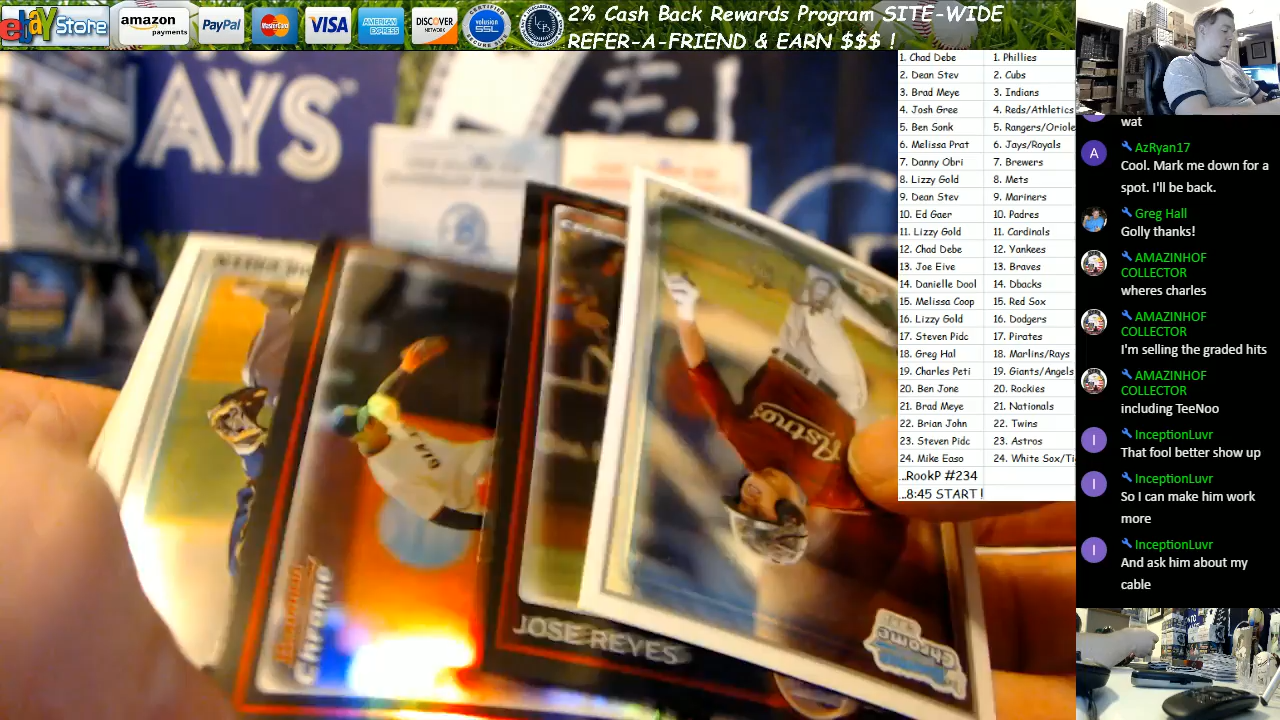 ebay Store
amazon
payments
PayPal
MasterCard
VISA
AMERICAN EXPRESS
DISCOVER
NETWORK
SSL
2% Cash Back Rewards Program SITE-WIDE
REFER-A-FRIEND & EARN $$$ !
AYS
1. Chad Debe 1. Phillies
2. Dean Stev 2. Cubs
3. Brad Meye 3. Indians
4. Josh Gree 4. Reds/Athletics
5. Ben Sonk 5. Rangers/Oriole
6. Melissa Prat 6. Jays/Royals
7. Danny Obri 7. Brewers
8. Lizzy Gold 8. Mets
9. Dean Stev 9. Mariners
10. Ed Gaer 10. Padres
11. Lizzy Gold 11. Cardinals
12. Chad Debe 12. Yankees
13. Joe Eive 13. Braves
14. Danielle Dool 14. Dbacks
15. Melissa Coop 15. Red Sox
16. Lizzy Gold 16. Dodgers
17. Steven Pidc 17. Pirates
18. Greg Hal 18. Marlins/Rays
19. Charles Peti 19. Giants/Angels
20. Ben Jone 20. Rockies
21. Brad Meye 21. Nationals
22. Brian John 22. Twins
23. Steven Pidc 23. Astros
24. Mike Easo 24. White Sox/Ti
...RookP #234
...8:45 START !
wat
A
AzRyan17
Cool. Mark me down for a
spot. I'll be back.
Greg Hall
Golly thanks!
AMAZINHOF
COLLECTOR
wheres charles
AMAZINHOF
COLLECTOR
I'm selling the graded hits
AMAZINHOF
COLLECTOR
including TeeNoo
I
InceptionLuvr
That fool better show up
I
InceptionLuvr
So I can make him work
more
I
InceptionLuvr
And ask him about my
cable
Bowman
CHROME
JOSE REYES
Astros
Chrome